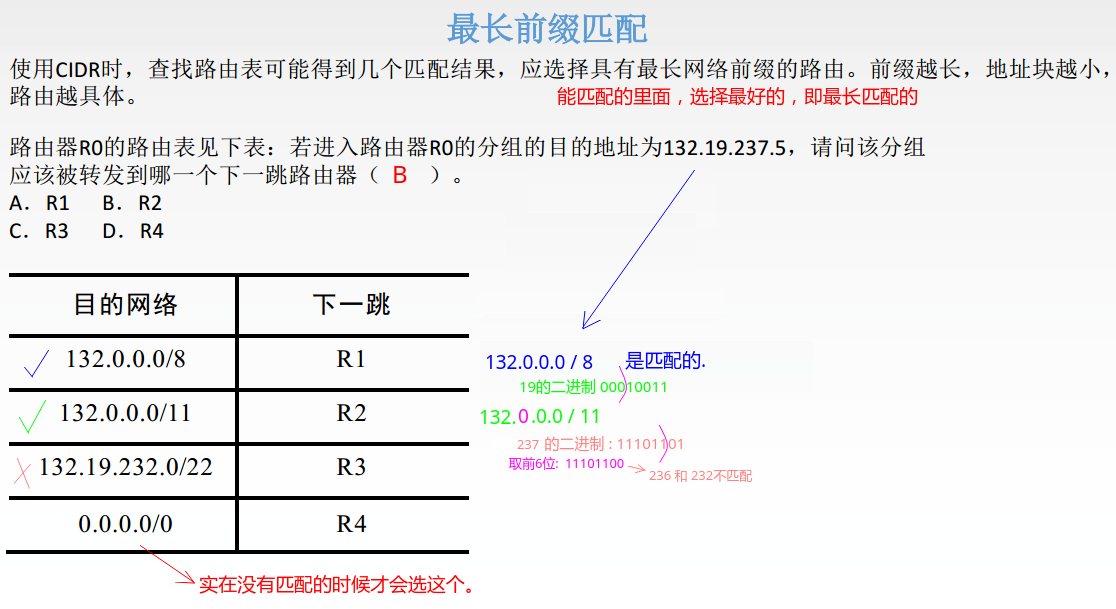 最长前缀匹配
使用CIDR时，查找路由表可能得到几个匹配结果，应选择具有最长网络前缀的路由。前缀越长，地址块越小，
路由越具体。
能匹配的里面，选择最好的，即最长匹配的
路由器R0的路由表见下表：若进入路由器R0的分组的目的地址为132.19.237.5，请问该分组
应该被转发到哪一个下一跳路由器（ B ）。
A．R1 B．R2
C．R3 D．R4
目的网络 下一跳
132.0.0.0/8 R1
132.0.0.0 / 8 是匹配的.
19的二进制 00010011
132.0.0.0/11 R2
132.0.0.0 / 11
237 的二进制 : 11101101
132.19.232.0/22 R3
取前6位: 11101100
236 和 232不匹配
0.0.0.0/0 R4
实在没有匹配的时候才会选这个。